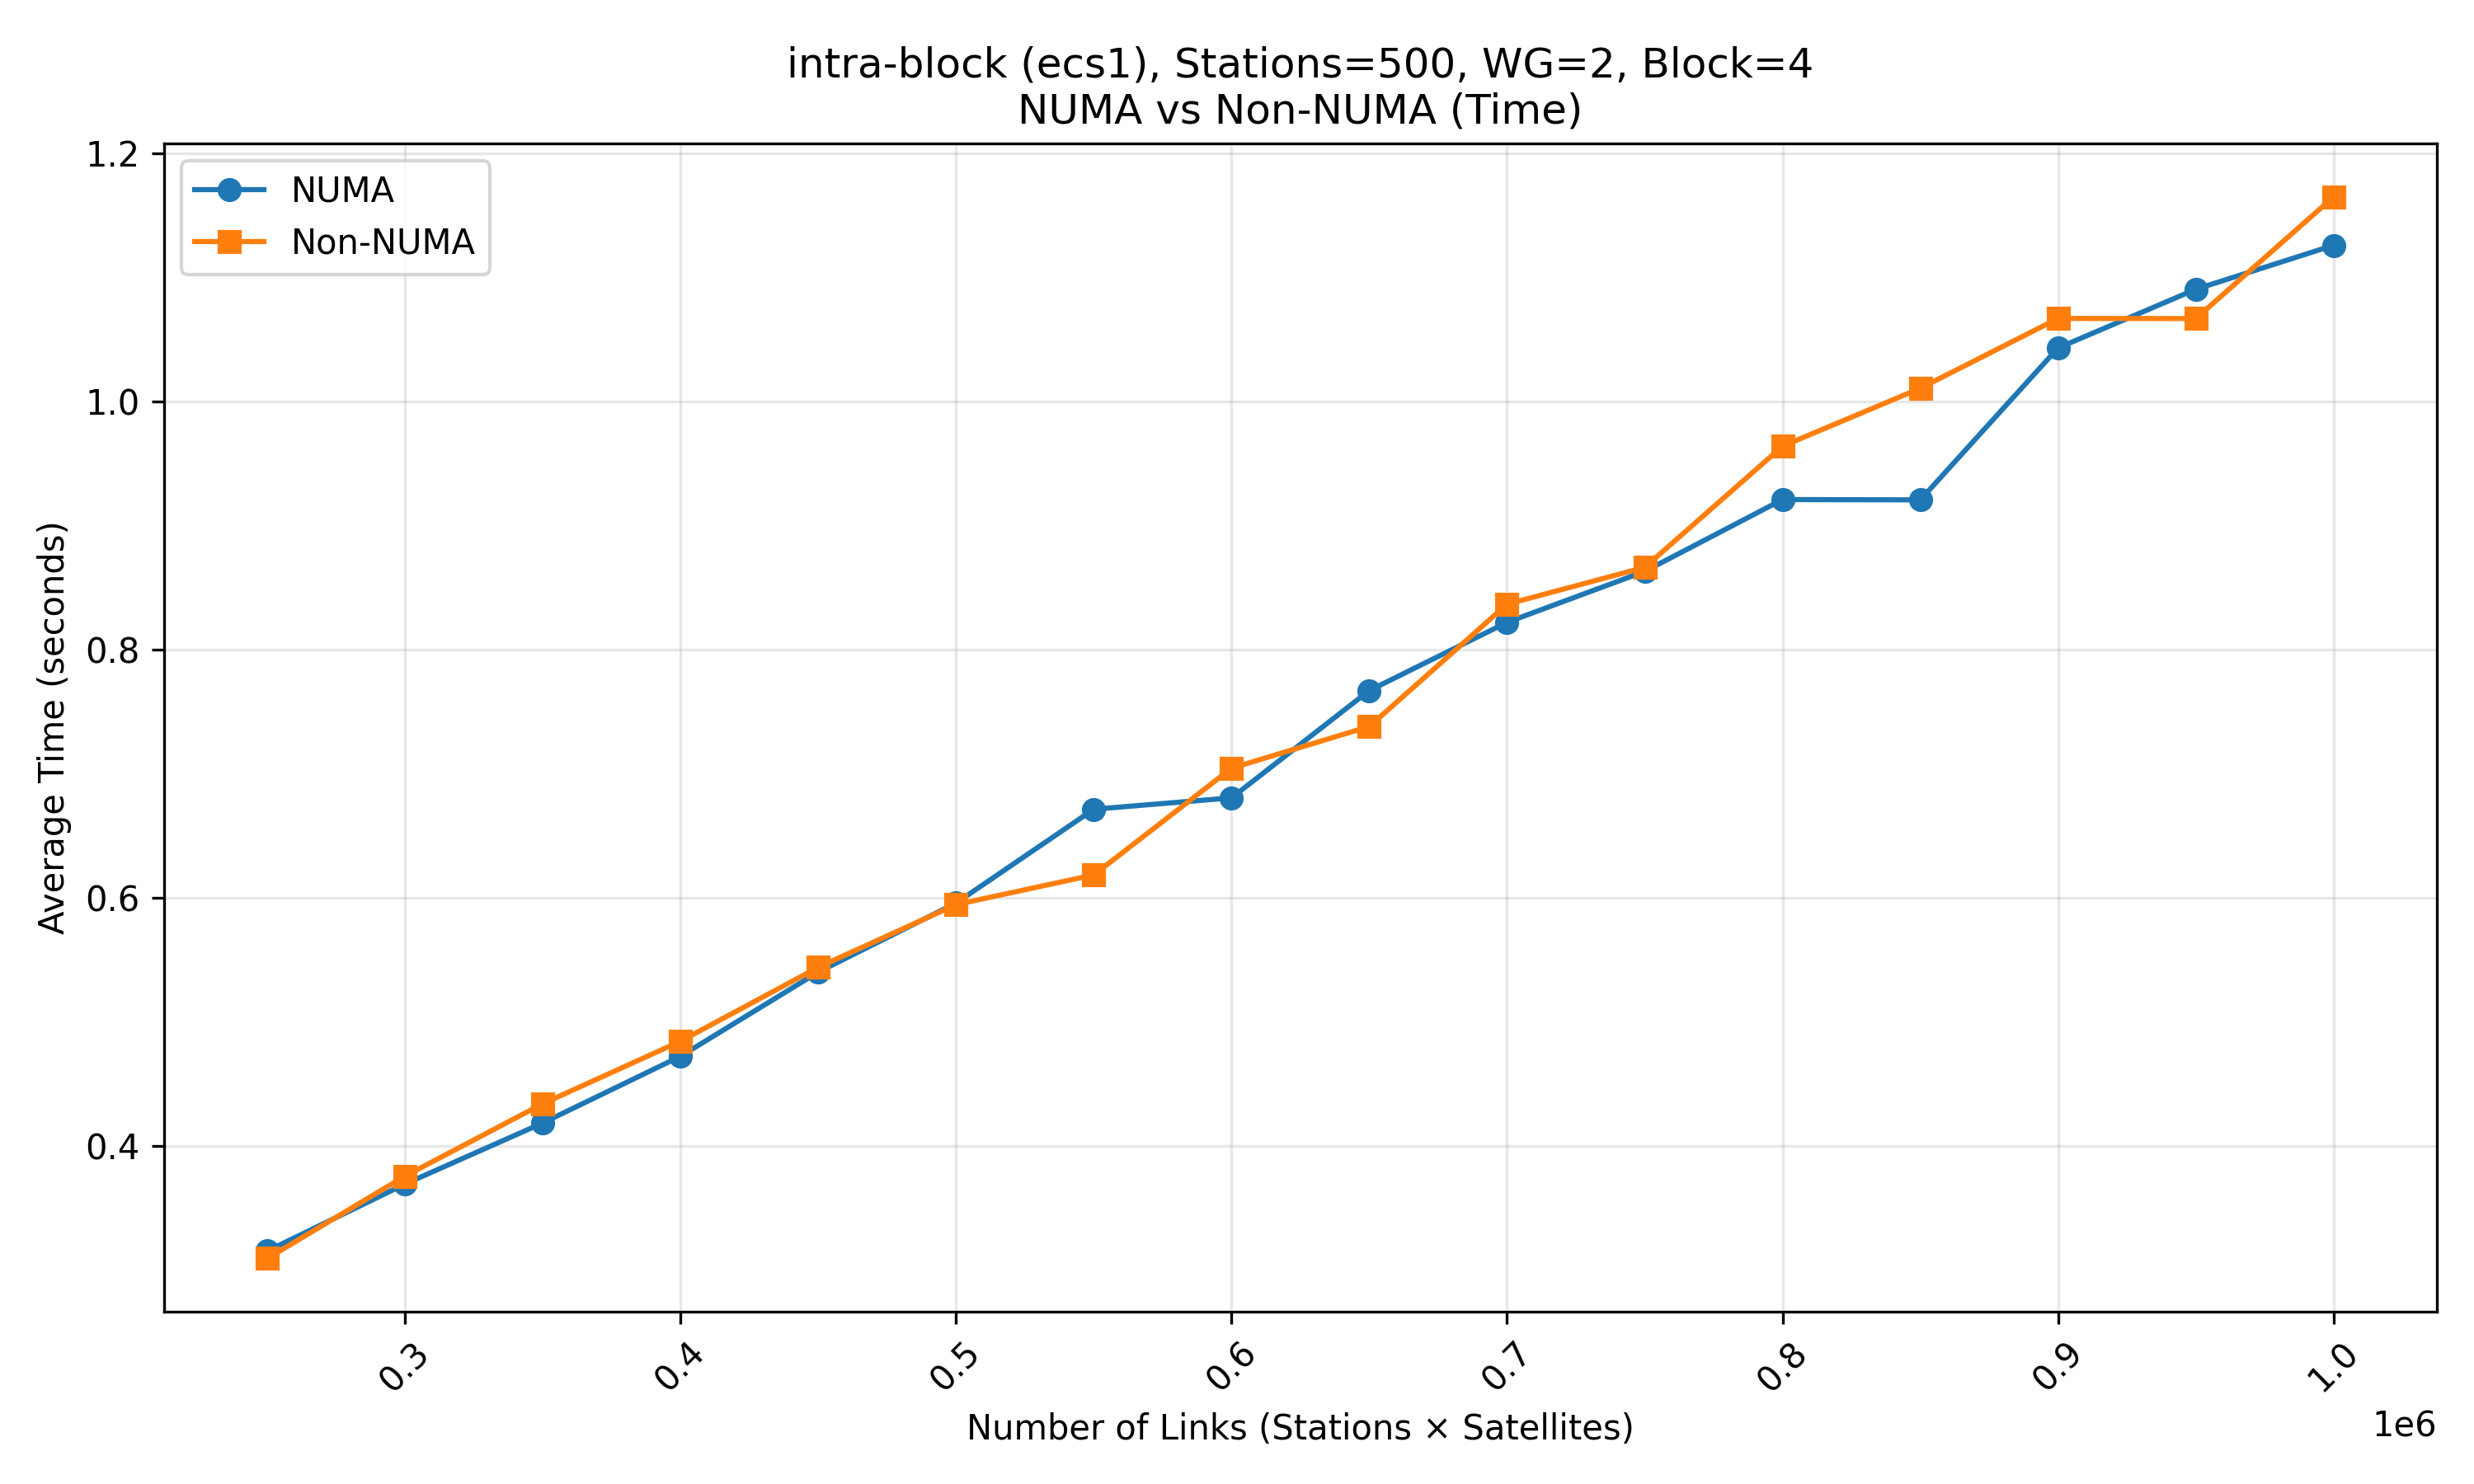 intra-block (ecs1), Stations=500, WG=2, Block=4
NUMA vs Non-NUMA (Time)
NUMA
Non-NUMA
Average Time (seconds)
1.2
1.0
0.8
0.6
0.4
0.3
0.4
0.5
0.6
0.7
0.8
0.9
1.0
1e6
Number of Links (Stations × Satellites)